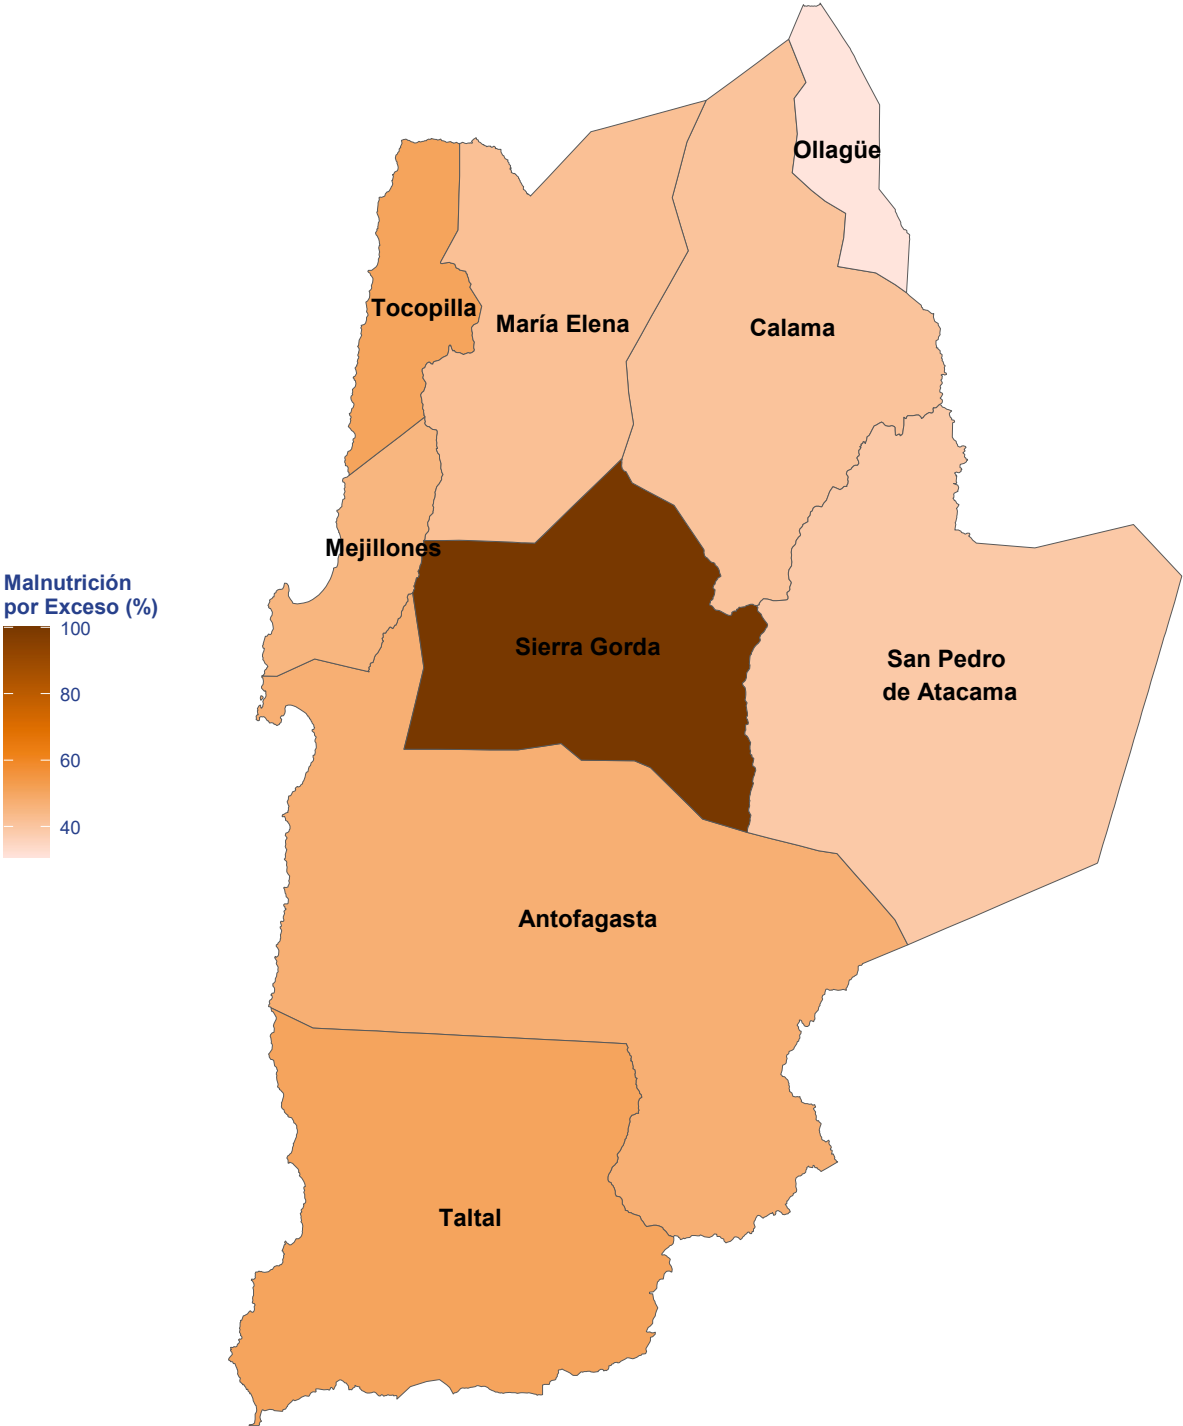 Ollagüe
Tocopilla
María Elena
Calama
Mejillones
Malnutrición
por Exceso (%)
100
80
60
40
Sierra Gorda
San Pedro
de Atacama
Antofagasta
Taltal